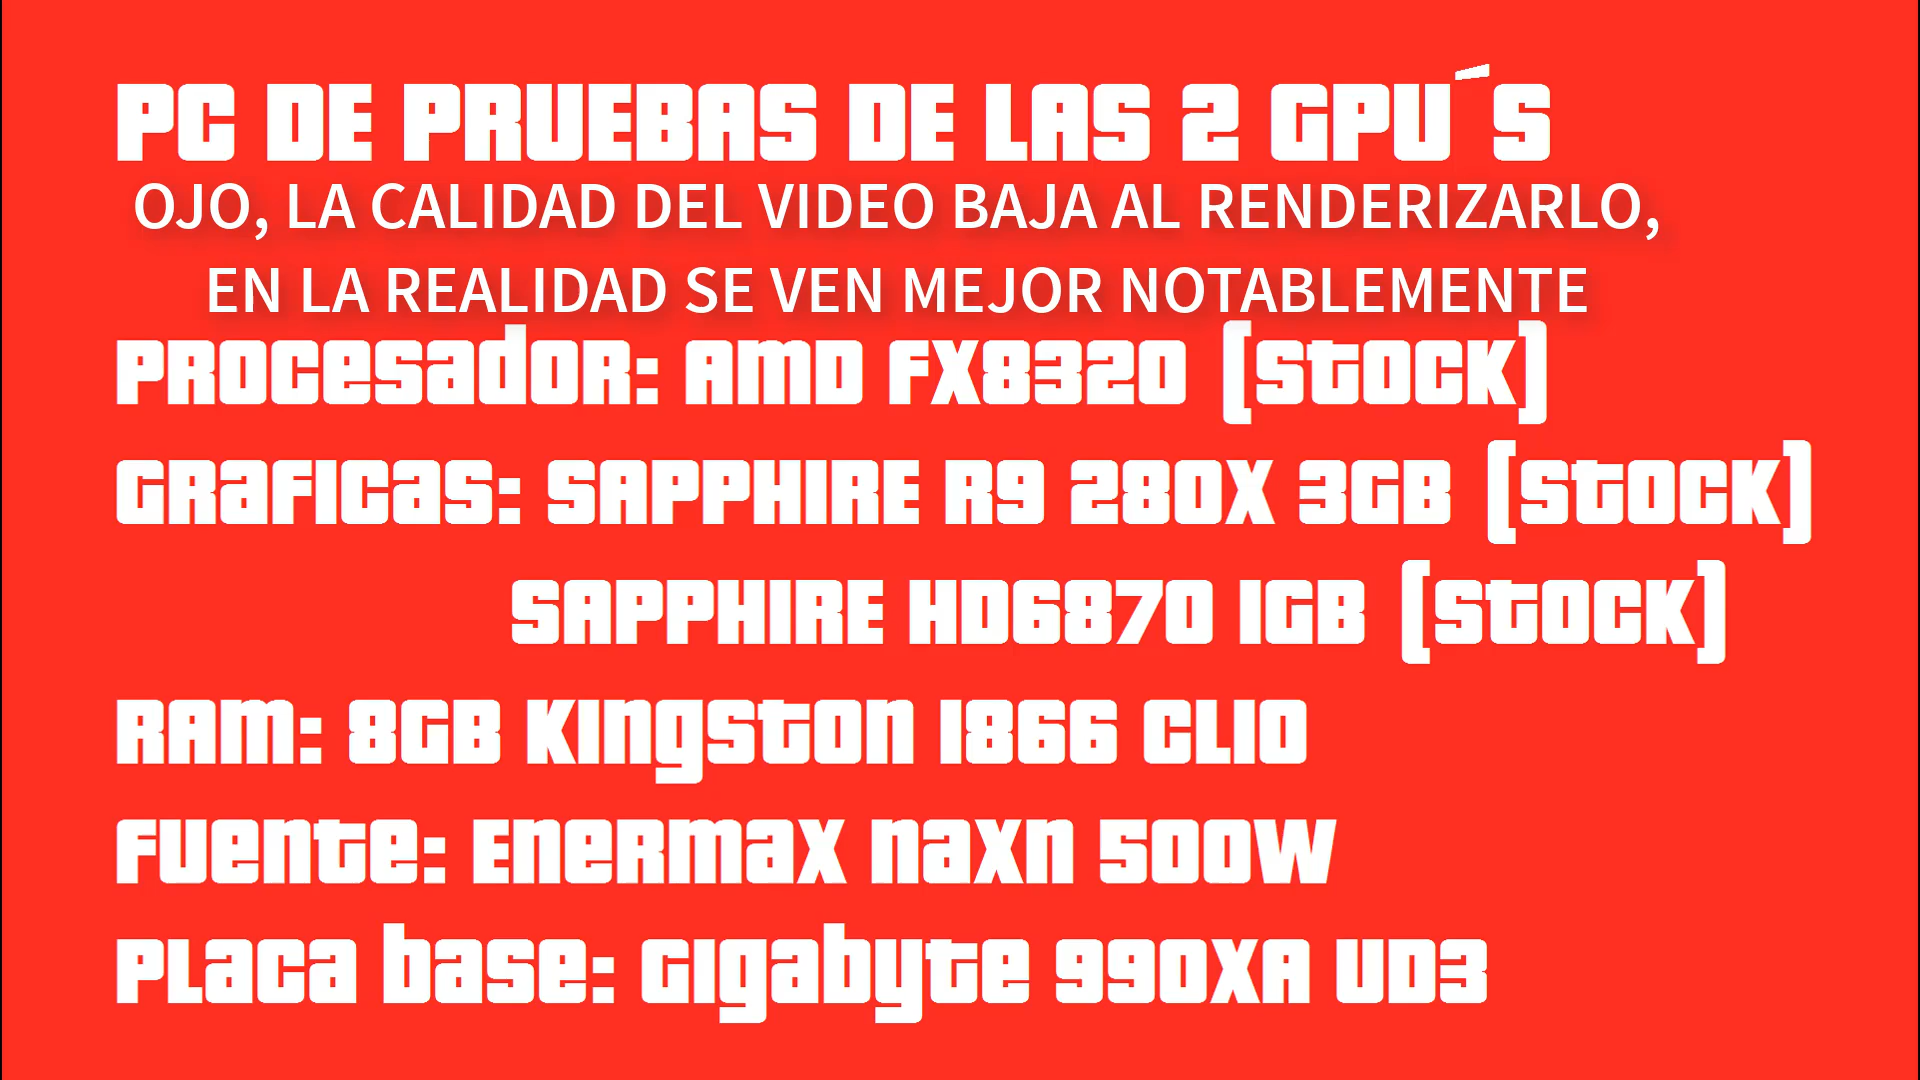 PC DE PRUEBAS DE LAS 2 GPU´S
OJO, LA CALIDAD DEL VIDEO BAJA AL RENDERIZARLO,
EN LA REALIDAD SE VEN MEJOR NOTABLEMENTE
Procesador: AMD FX8320 (Stock)
Graficas: SAPPHIRE R9 280X 3GB (Stock)
SAPPHIRE HD6870 1GB (Stock)
RAM: 8GB Kingston 1866 CL10
Fuente: Enermax naxn 500W
Placa base: Gigabyte 990XA UD3